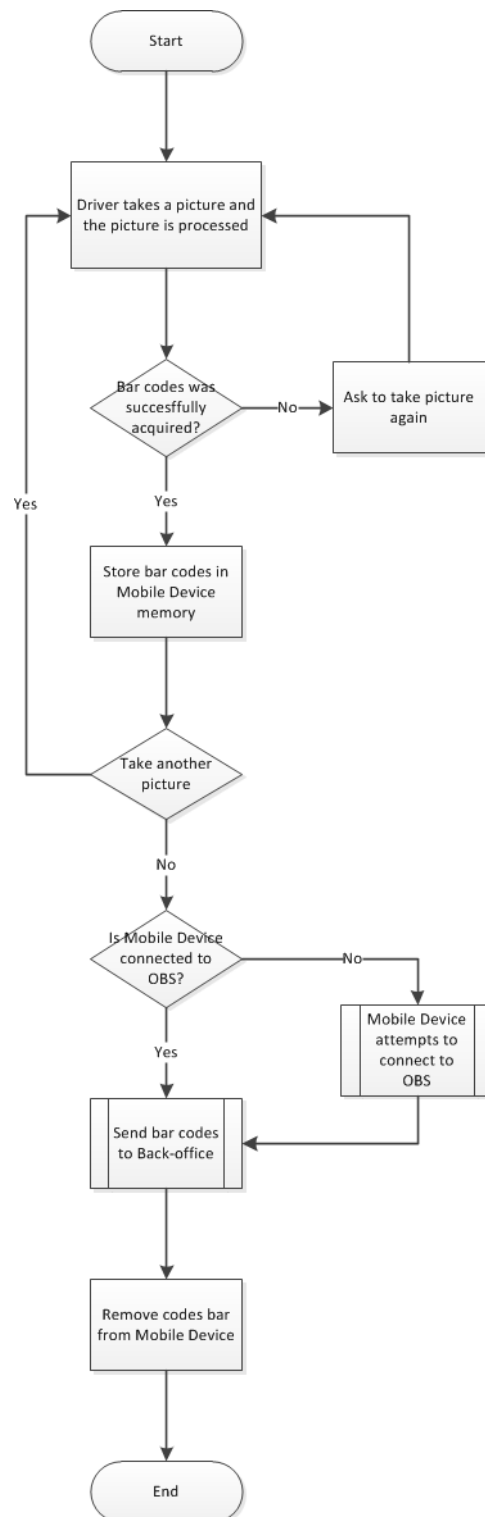 Start
Driver takes a picture and
the picture is processed
Bar codes was
succesffully
acquired?
No
Ask to take picture
again
Yes
Yes
Store bar codes in
Mobile Device
memory
Take another
picture
No
Is Mobile Device
connected to
OBS?
No
Mobile Device
attempts to
connect to
OBS
Yes
Send bar codes
to Back-office
Remove codes bar
from Mobile Device
End